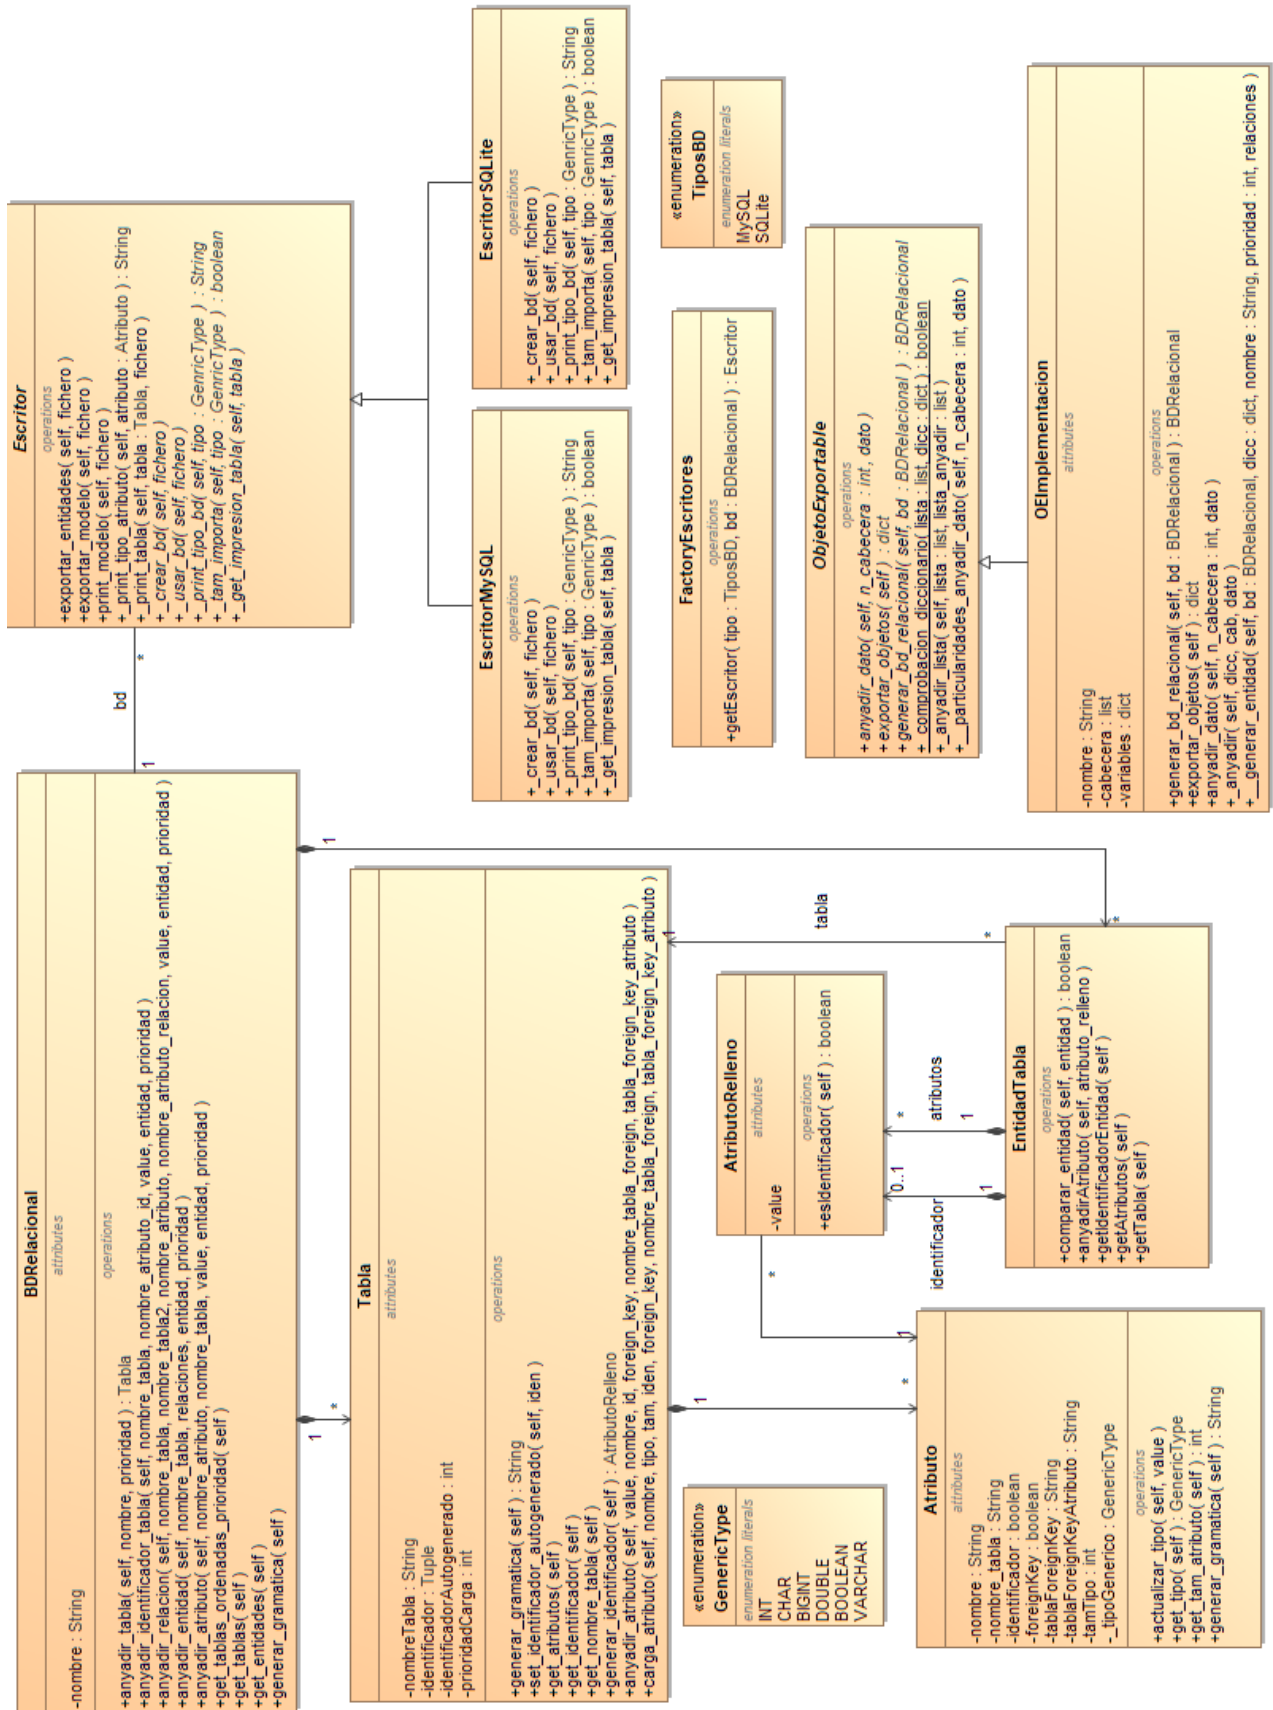 BDRelacional
attributes
-nombre : String
operations
+anyadir_tabla( self, nombre, prioridad ) : Tabla
+anyadir_identificador_tabla( self, nombre_tabla, nombre_atributo_id, value, entidad, prioridad )
+anyadir_relacion( self, nombre_tabla, nombre_tabla2, nombre_atributo, nombre_atributo_relacion, value, entidad, prioridad )
+anyadir_entidad( self, nombre_tabla, relaciones, entidad, prioridad )
+anyadir_atributo( self, nombre_atributo, nombre_tabla, value, entidad, prioridad )
+get_tablas_ordenadas_prioridad( self )
+get_tablas( self )
+get_entidades( self )
+generar_gramatica( self )
1
bd
*
Escritor
operations
+exportar_entidades( self, fichero )
+exportar_modelo( self, fichero )
+print_modelo( self, fichero )
+_print_tipo_atributo( self, atributo : Atributo ) : String
+_print_tabla( self, tabla : Tabla, fichero )
+_crear_bd( self, fichero )
+_usar_bd( self, fichero )
+_print_tipo_bd( self, tipo : GenricType ) : String
+_tam_importa( self, tipo : GenricType ) : boolean
+_get_impresion_tabla( self, tabla )
1
*
1
Tabla
attributes
-nombreTabla : String
-identificador : Tuple
-identificadorAutogenerado : int
-prioridadCarga : int
operations
+generar_gramatica( self ) : String
+set_identificador_autogenerado( self, iden )
+get_atributos( self )
+get_identificador( self )
+get_nombre_tabla( self )
+generar_identificador( self ) : AtributoRelleno
+anyadir_atributo( self, value, nombre, id, foreign_key, nombre_tabla_foreign, tabla_foreign_key_atributo )
+carga_atributo( self, nombre, tipo, tam, iden, foreign_key, nombre_tabla_foreign, tabla_foreign_key_atributo )
EscritorMySQL
operations
+_crear_bd( self, fichero )
+_usar_bd( self, fichero )
+_print_tipo_bd( self, tipo : GenricType ) : String
+_tam_importa( self, tipo : GenricType ) : boolean
+_get_impresion_tabla( self, tabla )
EscritorSQLite
operations
+_crear_bd( self, fichero )
+_usar_bd( self, fichero )
+_print_tipo_bd( self, tipo : GenricType ) : String
+_tam_importa( self, tipo : GenricType ) : boolean
+_get_impresion_tabla( self, tabla )
1
1
tabla
*
*
«enumeration»
GenericType
enumeration literals
INT
CHAR
BIGINT
DOUBLE
BOOLEAN
VARCHAR
AtributoRelleno
attributes
-value
operations
+esIdentificador( self ) : boolean
FactoryEscritores
operations
+getEscritor( tipo : TiposBD, bd : BDRelacional ) : Escritor
«enumeration»
TiposBD
enumeration literals
MySQL
SQLite
*
1
*
0..1
*
identificador
1
1
atributos
Atributo
attributes
-nombre : String
-nombre_tabla : String
-identificador : boolean
-foreignKey : boolean
-tablaForeignKey : String
-tablaForeignKeyAtributo : String
-tamTipo : int
-_tipoGenerico : GenericType
operations
+actualizar_tipo( self, value )
+get_tipo( self ) : GenericType
+get_tam_atributo( self ) : int
+generar_gramatica( self ) : String
EntidadTabla
operations
+comparar_entidad( self, entidad ) : boolean
+anyadirAtributo( self, atributo_relleno )
+getIdentificadorEntidad( self )
+getAtributos( self )
+getTabla( self )
ObjetoExportable
operations
+anyadir_dato( self, n_cabecera : int, dato )
+exportar_objetos( self ) : dict
+generar_bd_relacional( self, bd : BDRelacional ) : BDRelacional
+_comprobacion_diccionario( lista : list, dicc : dict ) : boolean
+_anyadir_lista( self, lista : list, lista_anyadir : list )
+__particularidades_anyadir_dato( self, n_cabecera : int, dato )
OEImplementacion
attributes
-nombre : String
-cabecera : list
-variables : dict
operations
+generar_bd_relacional( self, bd : BDRelacional ) : BDRelacional
+exportar_objetos( self ) : dict
+anyadir_dato( self, n_cabecera : int, dato )
+_anyadir( self, dicc, cab, dato )
+__generar_entidad( self, bd : BDRelacional, dicc : dict, nombre : String, prioridad : int, relaciones )